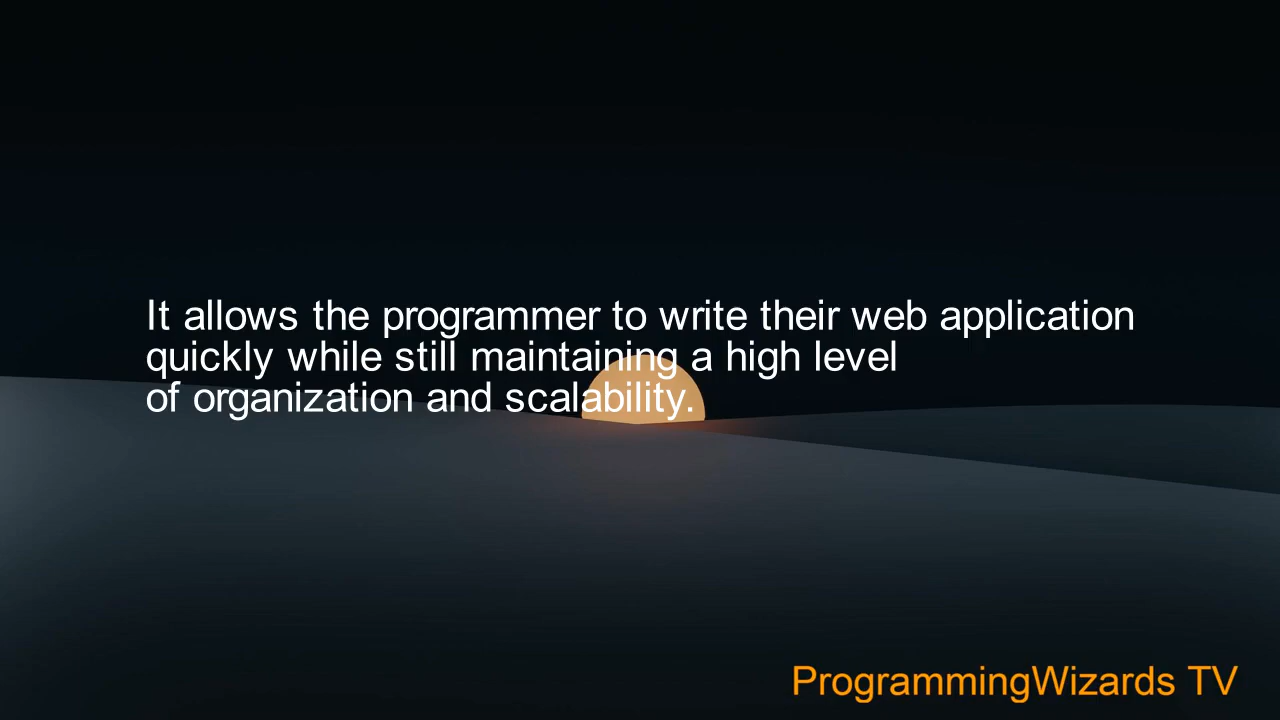 It allows the programmer to write their web application
quickly while still maintaining a high level
of organization and scalability.
ProgrammingWizards TV